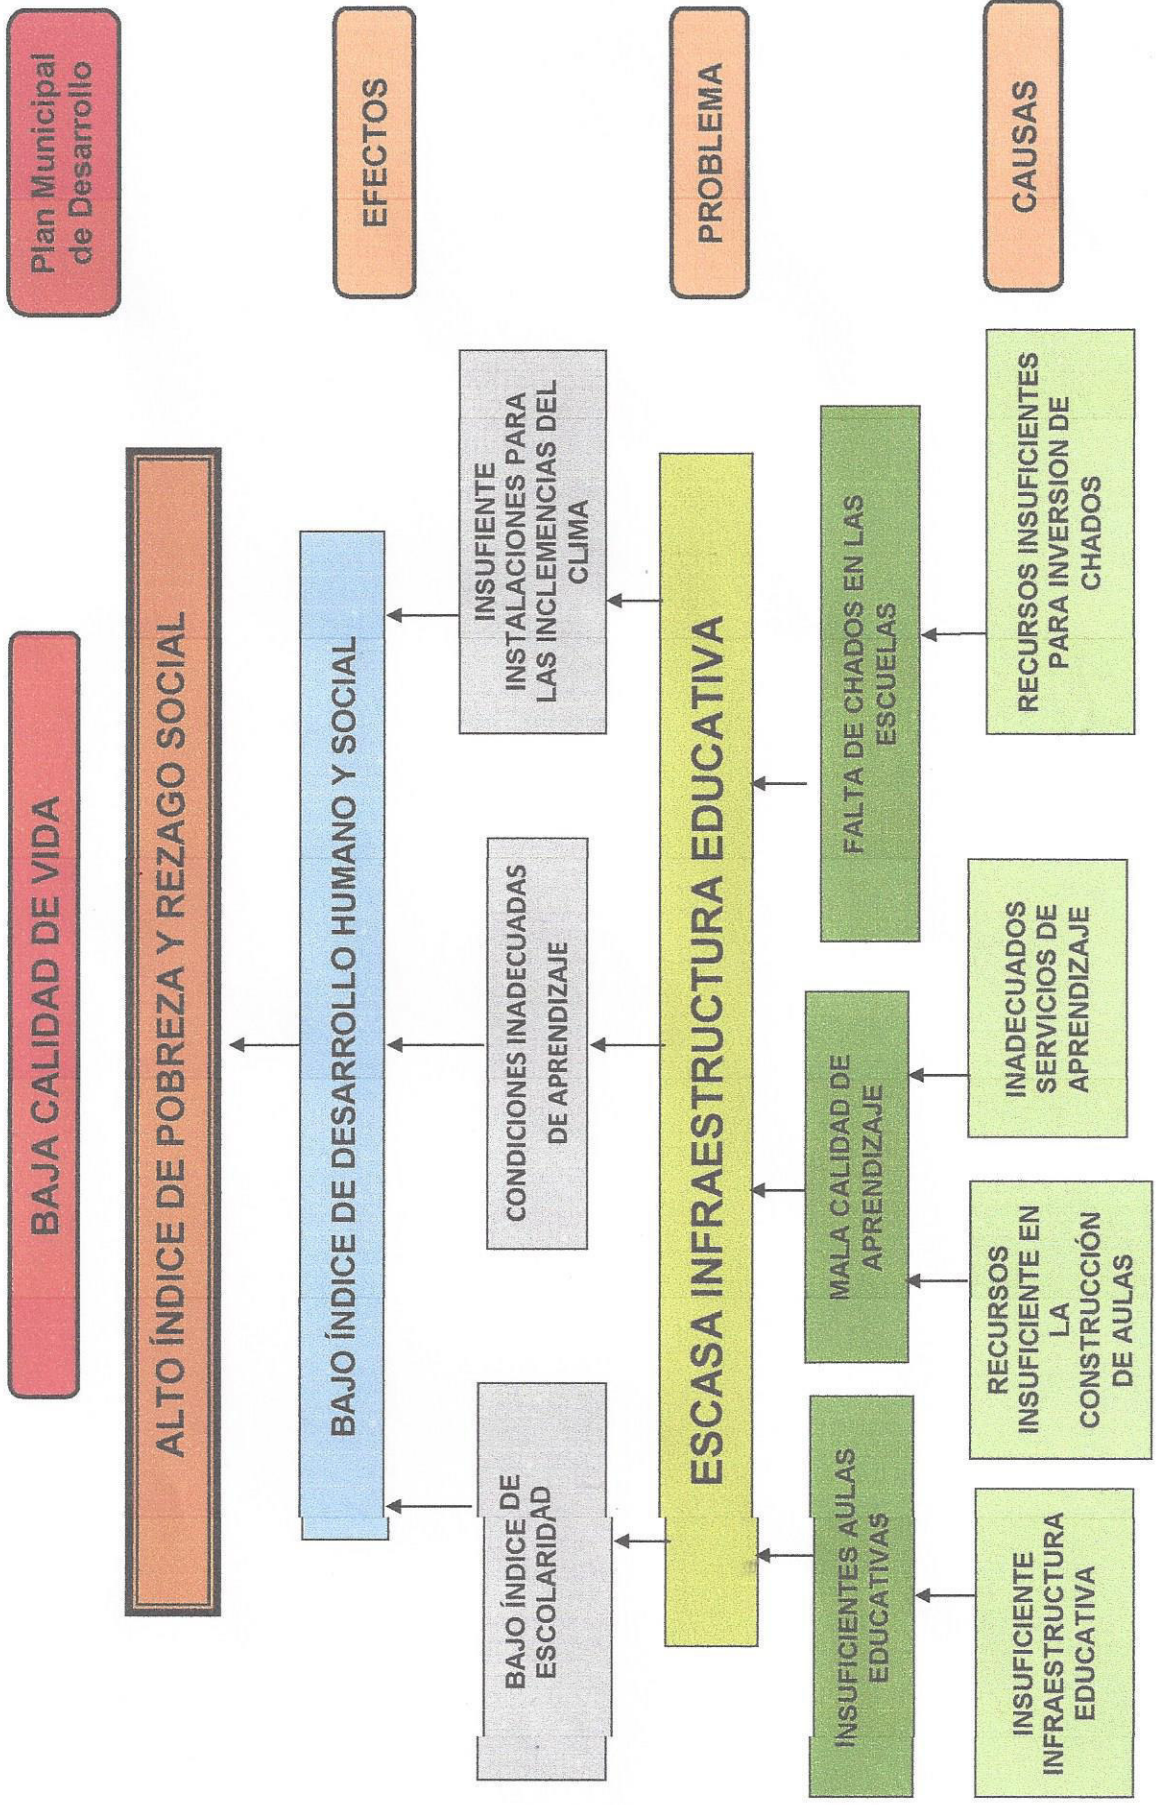 BAJA CALIDAD DE VIDA
Plan Municipal
de Desarrollo
ALTO ÍNDICE DE POBREZA Y REZAGO SOCIAL
EFECTOS
BAJO ÍNDICE DE DESARROLLO HUMANO Y SOCIAL
BAJO ÍNDICE DE
ESCOLARIDAD
CONDICIONES INADECUADAS
DE APRENDIZAJE
INSUFIENTE
INSTALACIONES PARA
LAS INCLEMENCIAS DEL
CLIMA
PROBLEMA
ESCASA INFRAESTRUCTURA EDUCATIVA
INSUFICIENTES AULAS
EDUCATIVAS
MALA CALIDAD DE
APRENDIZAJE
FALTA DE CHADOS EN LAS
ESCUELAS
CAUSAS
INSUFICIENTE
INFRAESTRUCTURA
EDUCATIVA
RECURSOS
INSUFICIENTE EN
LA
CONSTRUCCIÓN
DE AULAS
INADECUADOS
SERVICIOS DE
APRENDIZAJE
RECURSOS INSUFICIENTES
PARA INVERSION DE
CHADOS